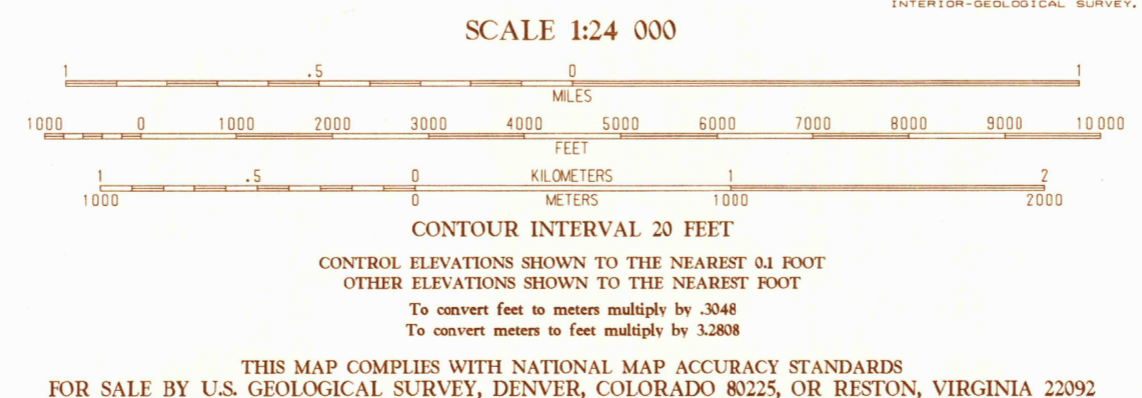 INTERIOR-GEOLOGICAL SURVEY.
SCALE 1:24 000
1 .5 0 1
MILES
1000 0 1000 2000 3000 4000 5000 6000 7000 8000 9000 10 000
FEET
1 .5 0 KILOMETERS 1 2
1000 0 METERS 1000 2000
CONTOUR INTERVAL 20 FEET
CONTROL ELEVATIONS SHOWN TO THE NEAREST 0.1 FOOT
OTHER ELEVATIONS SHOWN TO THE NEAREST FOOT
To convert feet to meters multiply by .3048
To convert meters to feet multiply by 3.2808
THIS MAP COMPLIES WITH NATIONAL MAP ACCURACY STANDARDS
FOR SALE BY U.S. GEOLOGICAL SURVEY, DENVER, COLORADO 80225, OR RESTON, VIRGINIA 22092